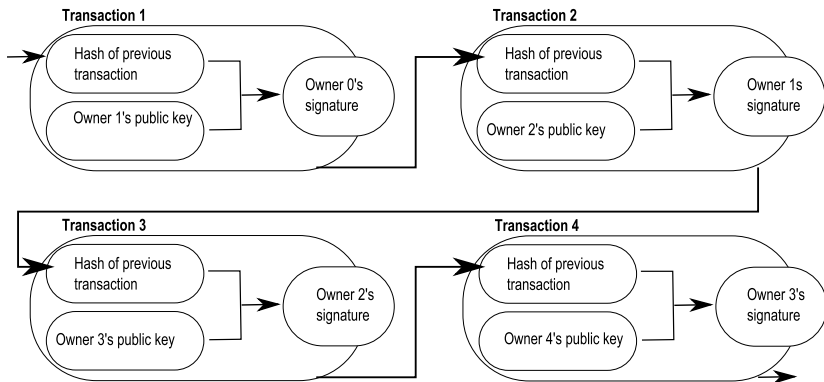 Transaction 1
Hash of previous
transaction
Owner 1's public key
Owner 0's
signature
Transaction 2
Hash of previous
transaction
Owner 2's public key
Owner 1s
signature
Transaction 3
Hash of previous
transaction
Owner 3's public key
Owner 2's
signature
Transaction 4
Hash of previous
transaction
Owner 4's public key
Owner 3's
signature